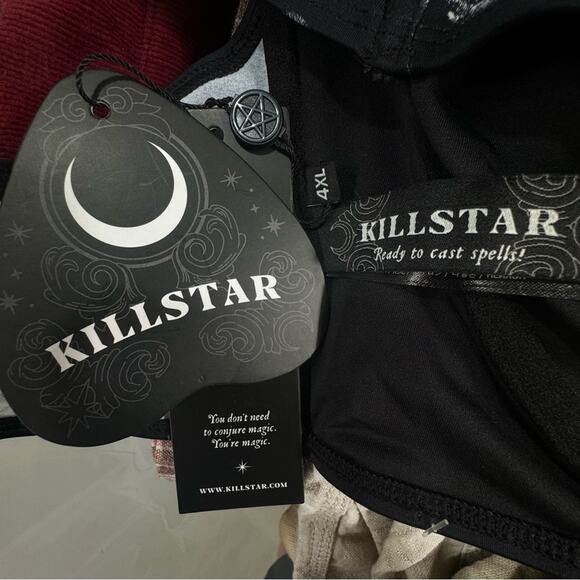 KILLSTAR
You don't need
to conjure magic.
You're magic.
WWW.KILLSTAR.COM
4XL
KILLSTAR
Ready to cast spells!